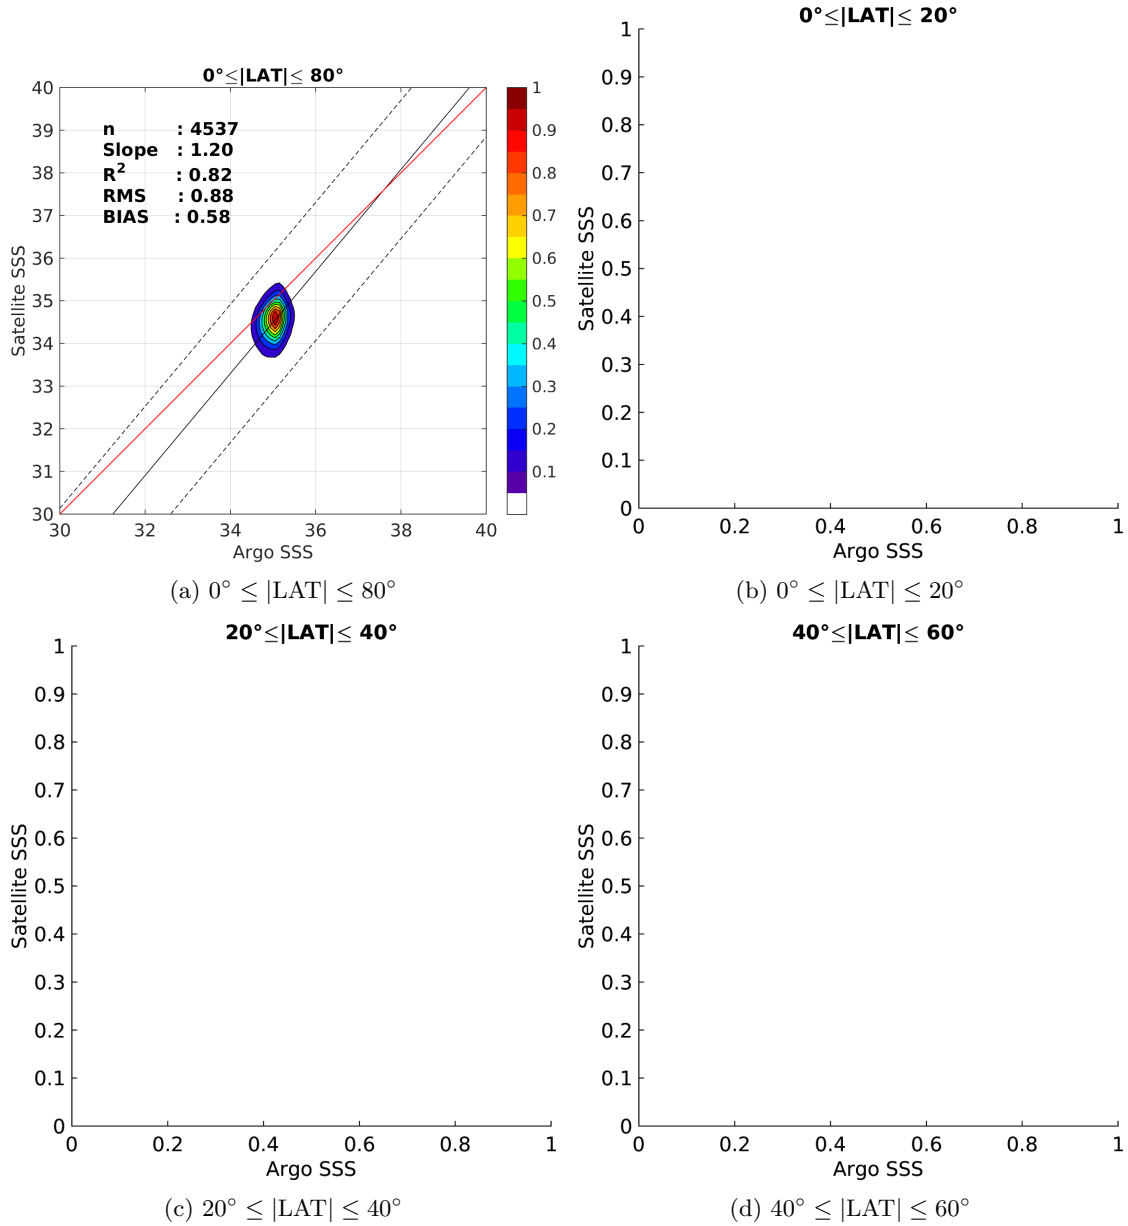 0°≤|LAT|≤ 80°
n : 4537
Slope : 1.20
R² : 0.82
RMS : 0.88
BIAS : 0.58
40
39
38
37
36
35
34
33
32
31
30
30 32 34 36 38 40
Satellite SSS
Argo SSS
1
0.9
0.8
0.7
0.6
0.5
0.4
0.3
0.2
0.1
(a) 0° ≤ |LAT| ≤ 80°
0°≤|LAT|≤ 20°
1
0.9
0.8
0.7
0.6
0.5
0.4
0.3
0.2
0.1
0
0 0.2 0.4 0.6 0.8 1
Satellite SSS
Argo SSS
(b) 0° ≤ |LAT| ≤ 20°
20°≤|LAT|≤ 40°
1
0.9
0.8
0.7
0.6
0.5
0.4
0.3
0.2
0.1
0
0 0.2 0.4 0.6 0.8 1
Satellite SSS
Argo SSS
(c) 20° ≤ |LAT| ≤ 40°
40°≤|LAT|≤ 60°
1
0.9
0.8
0.7
0.6
0.5
0.4
0.3
0.2
0.1
0
0 0.2 0.4 0.6 0.8 1
Satellite SSS
Argo SSS
(d) 40° ≤ |LAT| ≤ 60°